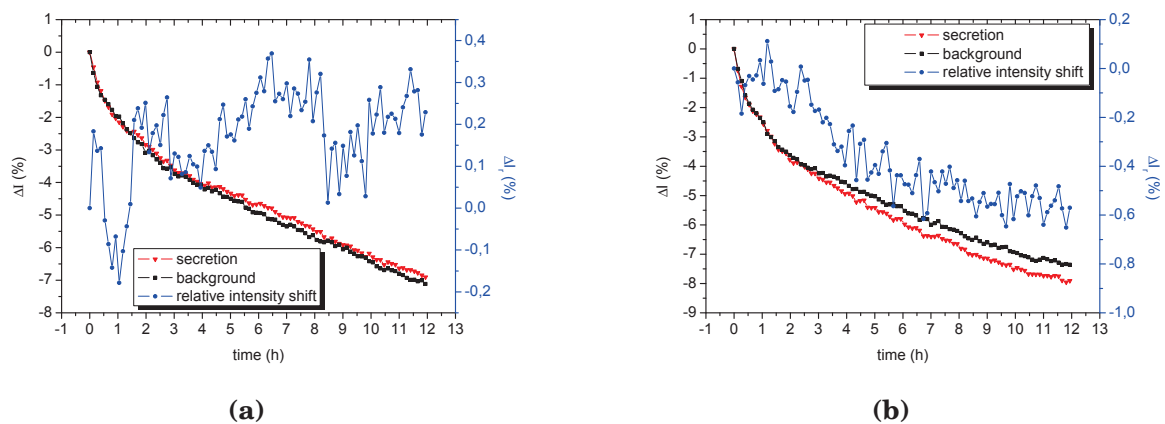 1
0
-1
-2
-3
-4
-5
-6
-7
-8
ΔI (%)
0,4
0,3
0,2
0,1
0,0
-0,1
-0,2
ΔIr (%)
secretion
background
relative intensity shift
-1 0 1 2 3 4 5 6 7 8 9 10 11 12 13
time (h)
(a)
1
0
-1
-2
-3
-4
-5
-6
-7
-8
-9
ΔI (%)
0,2
0,0
-0,2
-0,4
-0,6
-0,8
-1,0
ΔIr (%)
secretion
background
relative intensity shift
-1 0 1 2 3 4 5 6 7 8 9 10 11 12 13
time (h)
(b)